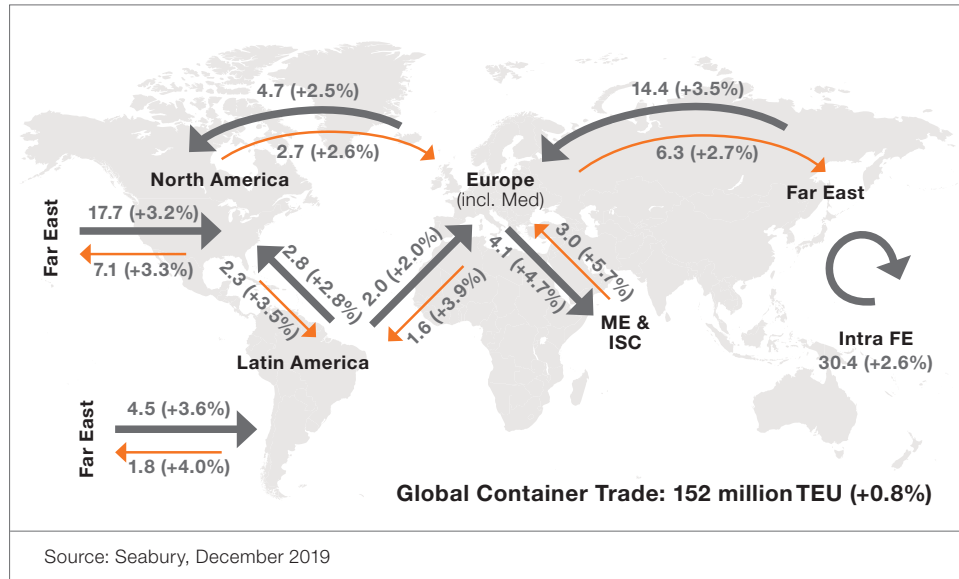 4.7 (+2.5%)
14.4 (+3.5%)
2.7 (+2.6%)
6.3 (+2.7%)
North America
Europe
(incl. Med)
Far East
Far East
17.7 (+3.2%)
7.1 (+3.3%)
2.3 (+3.5%)
2.8 (+2.8%)
2.0 (+2.0%)
1.6 (+3.9%)
4.1 (+4.7%)
3.0 (+5.7%)
ME &
ISC
Latin America
Intra FE
30.4 (+2.6%)
Far East
4.5 (+3.6%)
1.8 (+4.0%)
Global Container Trade: 152 million TEU (+0.8%)
Source: Seabury, December 2019